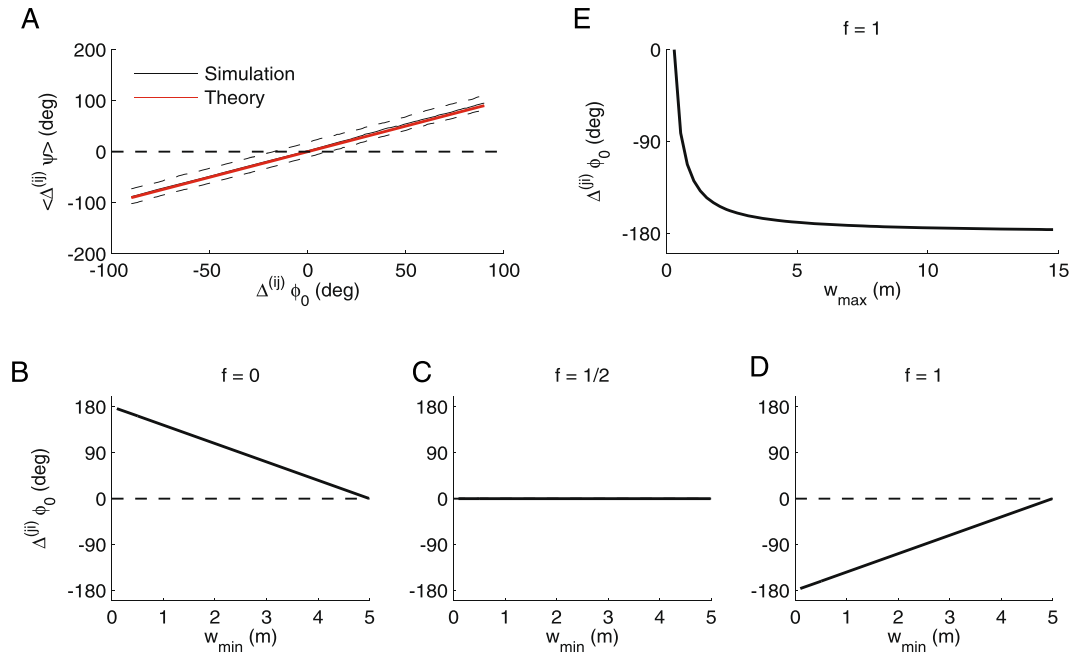 A
200
100
0
-100
-200
<Δ(ij) ψ> (deg)
Simulation
Theory
-100
-50
0
50
100
Δ(ij) ϕ0 (deg)
E
f = 1
0
-90
-180
Δ(ji) ϕ0 (deg)
0
5
10
15
wmax (m)
B
f = 0
180
90
0
-90
-180
Δ(ji) ϕ0 (deg)
0
1
2
3
4
5
wmin (m)
C
f = 1/2
180
90
0
-90
-180
0
1
2
3
4
5
wmin (m)
D
f = 1
180
90
0
-90
-180
0
1
2
3
4
5
wmin (m)